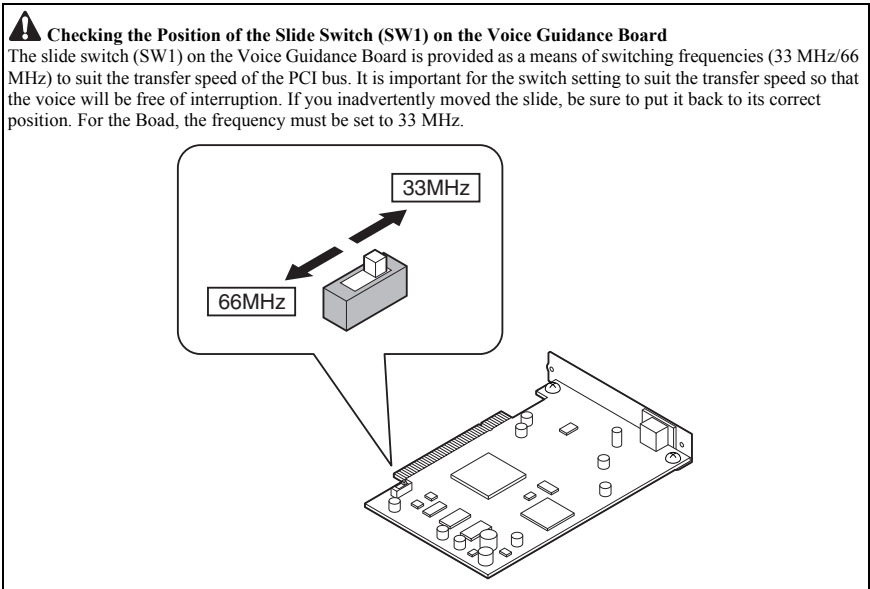 Checking the Position of the Slide Switch (SW1) on the Voice Guidance Board
The slide switch (SW1) on the Voice Guidance Board is provided as a means of switching frequencies (33 MHz/66
MHz) to suit the transfer speed of the PCI bus. It is important for the switch setting to suit the transfer speed so that
the voice will be free of interruption. If you inadvertently moved the slide, be sure to put it back to its correct
position. For the Boad, the frequency must be set to 33 MHz.
33MHz
66MHz